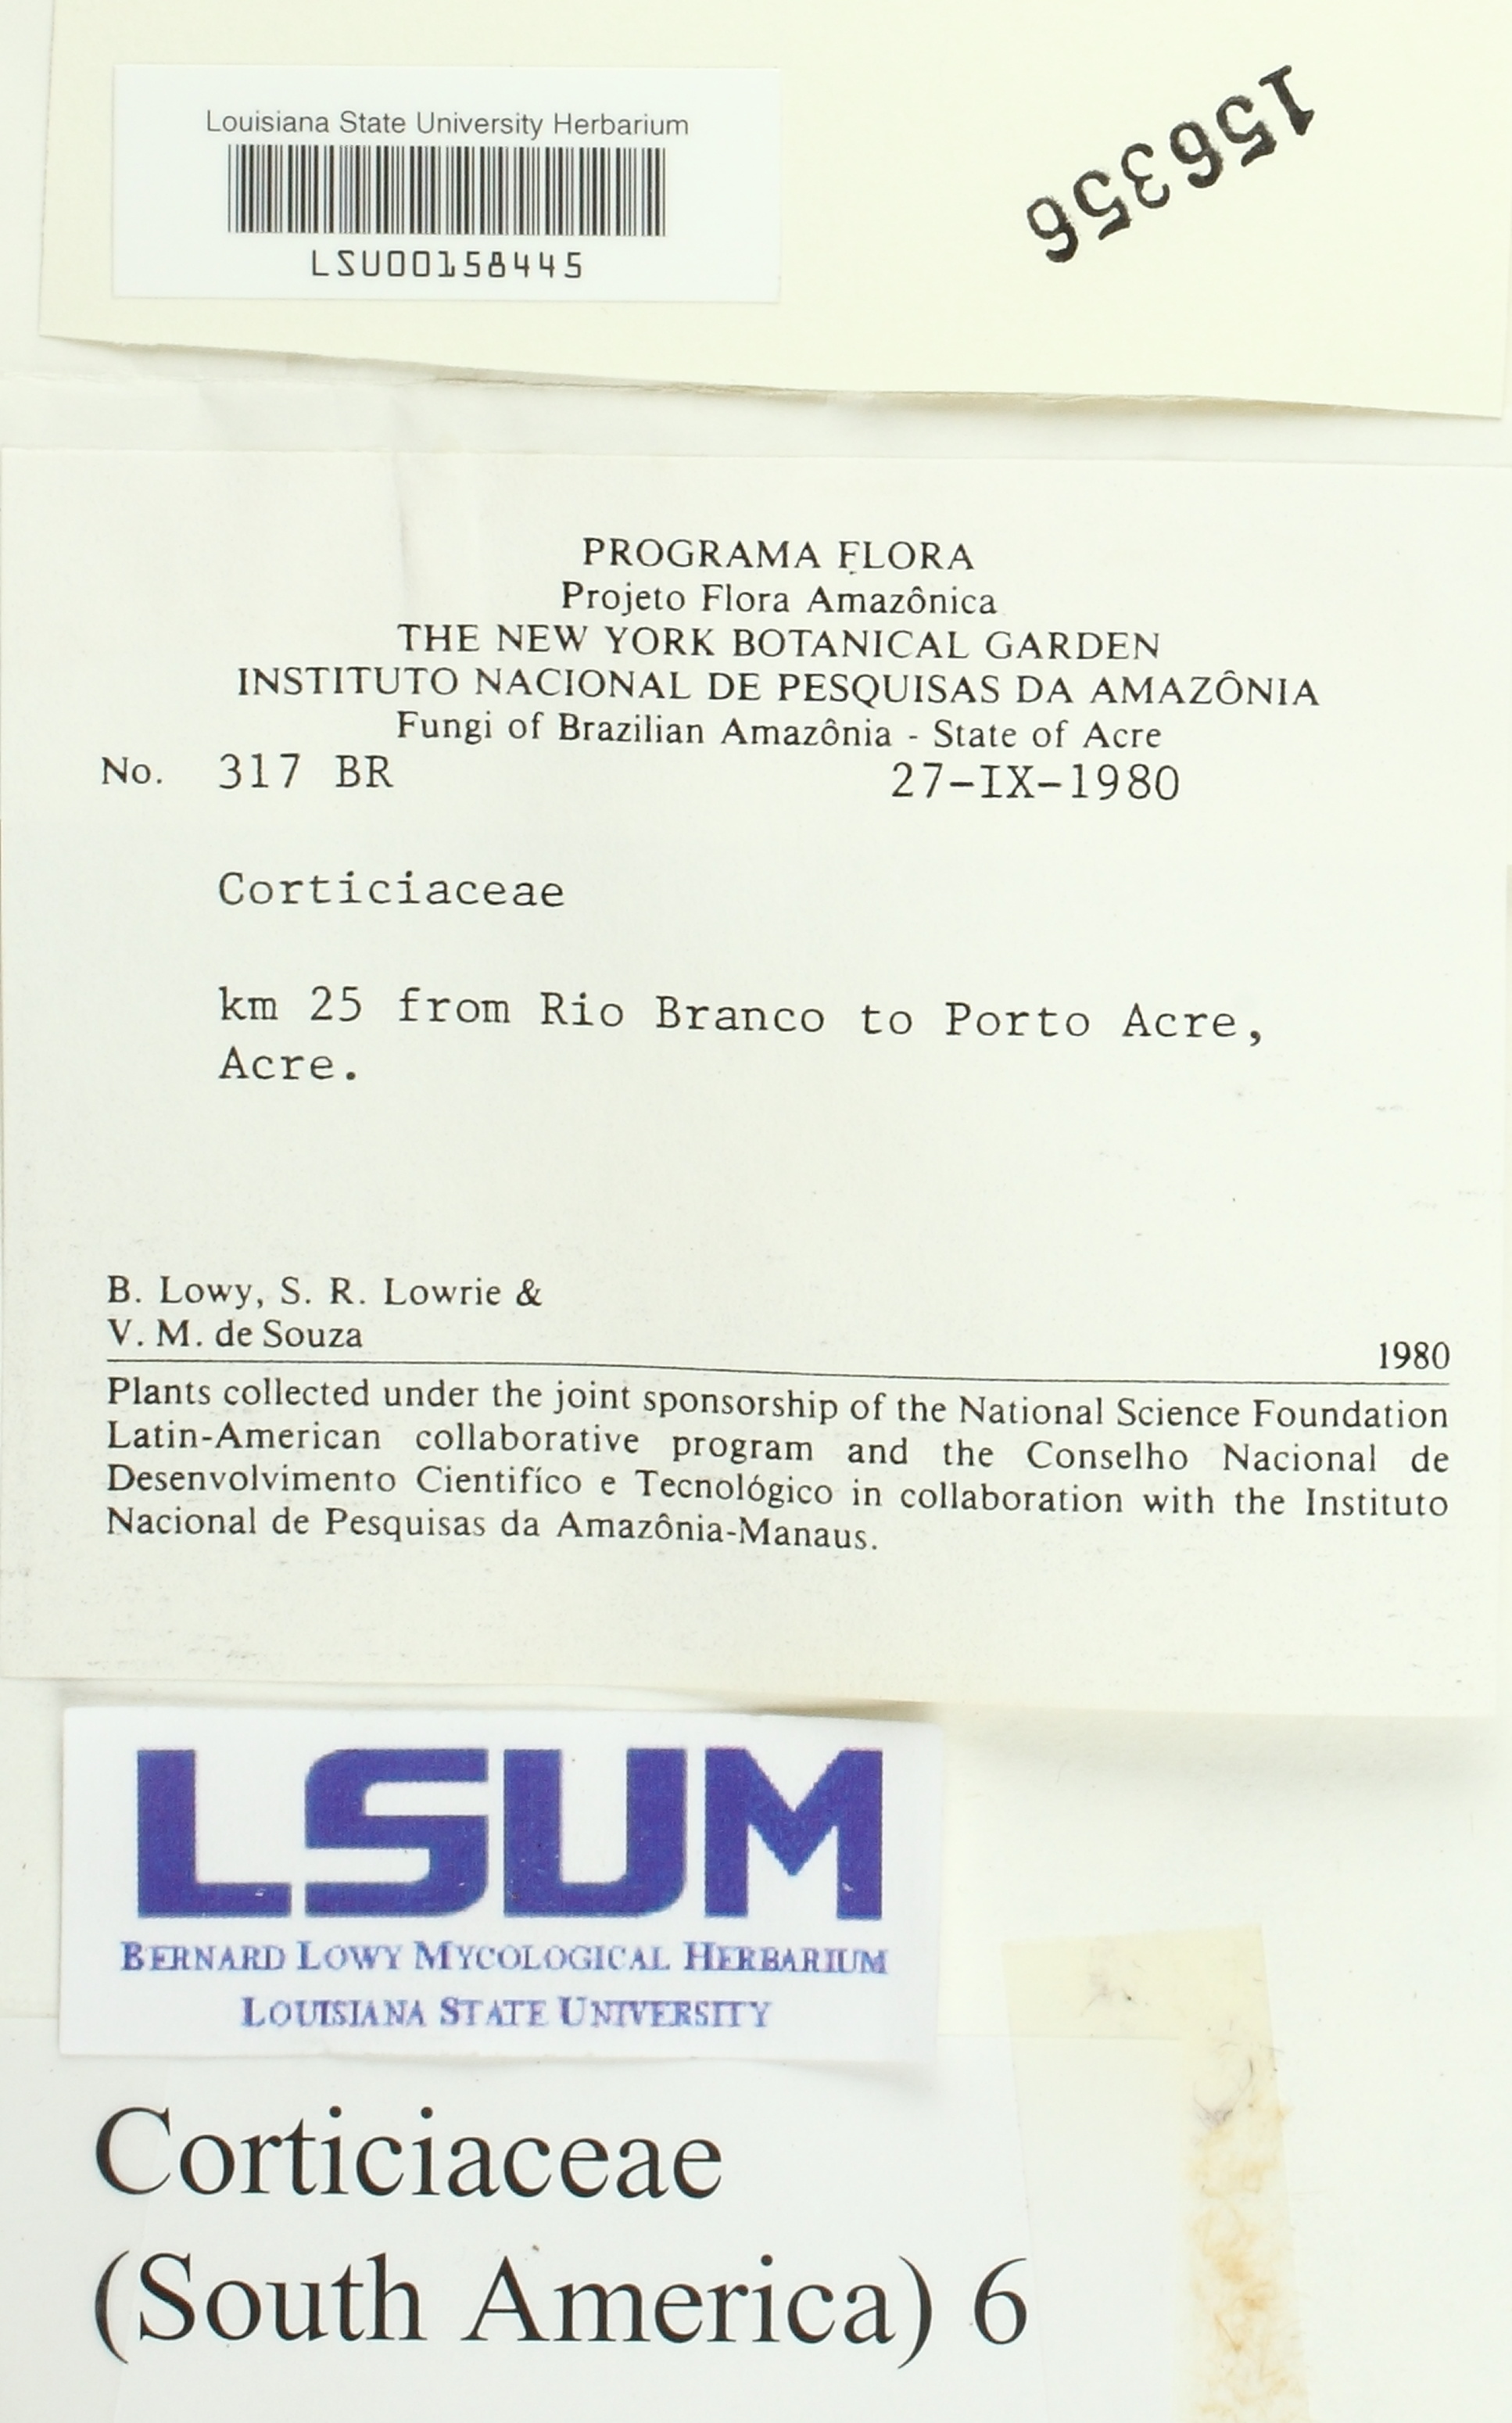 Louisiana State University Herbarium
LSU00158445
156356
PROGRAMA FLORA
Projeto Flora Amazônica
THE NEW YORK BOTANICAL GARDEN
INSTITUTO NACIONAL DE PESQUISAS DA AMAZÔNIA
Fungi of Brazilian Amazônia - State of Acre
No. 317 BR 27-IX-1980
Corticiaceae
km 25 from Rio Branco to Porto Acre,
Acre.
B. Lowy, S. R. Lowrie &
V. M. de Souza 1980
Plants collected under the joint sponsorship of the National Science Foundation
Latin-American collaborative program and the Conselho Nacional de
Desenvolvimento Cientifíco e Tecnológico in collaboration with the Instituto
Nacional de Pesquisas da Amazônia-Manaus.
LSUM
BERNARD LOWY MYCOLOGICAL HERBARIUM
LOUISIANA STATE UNIVERSITY
Corticiaceae
(South America) 6